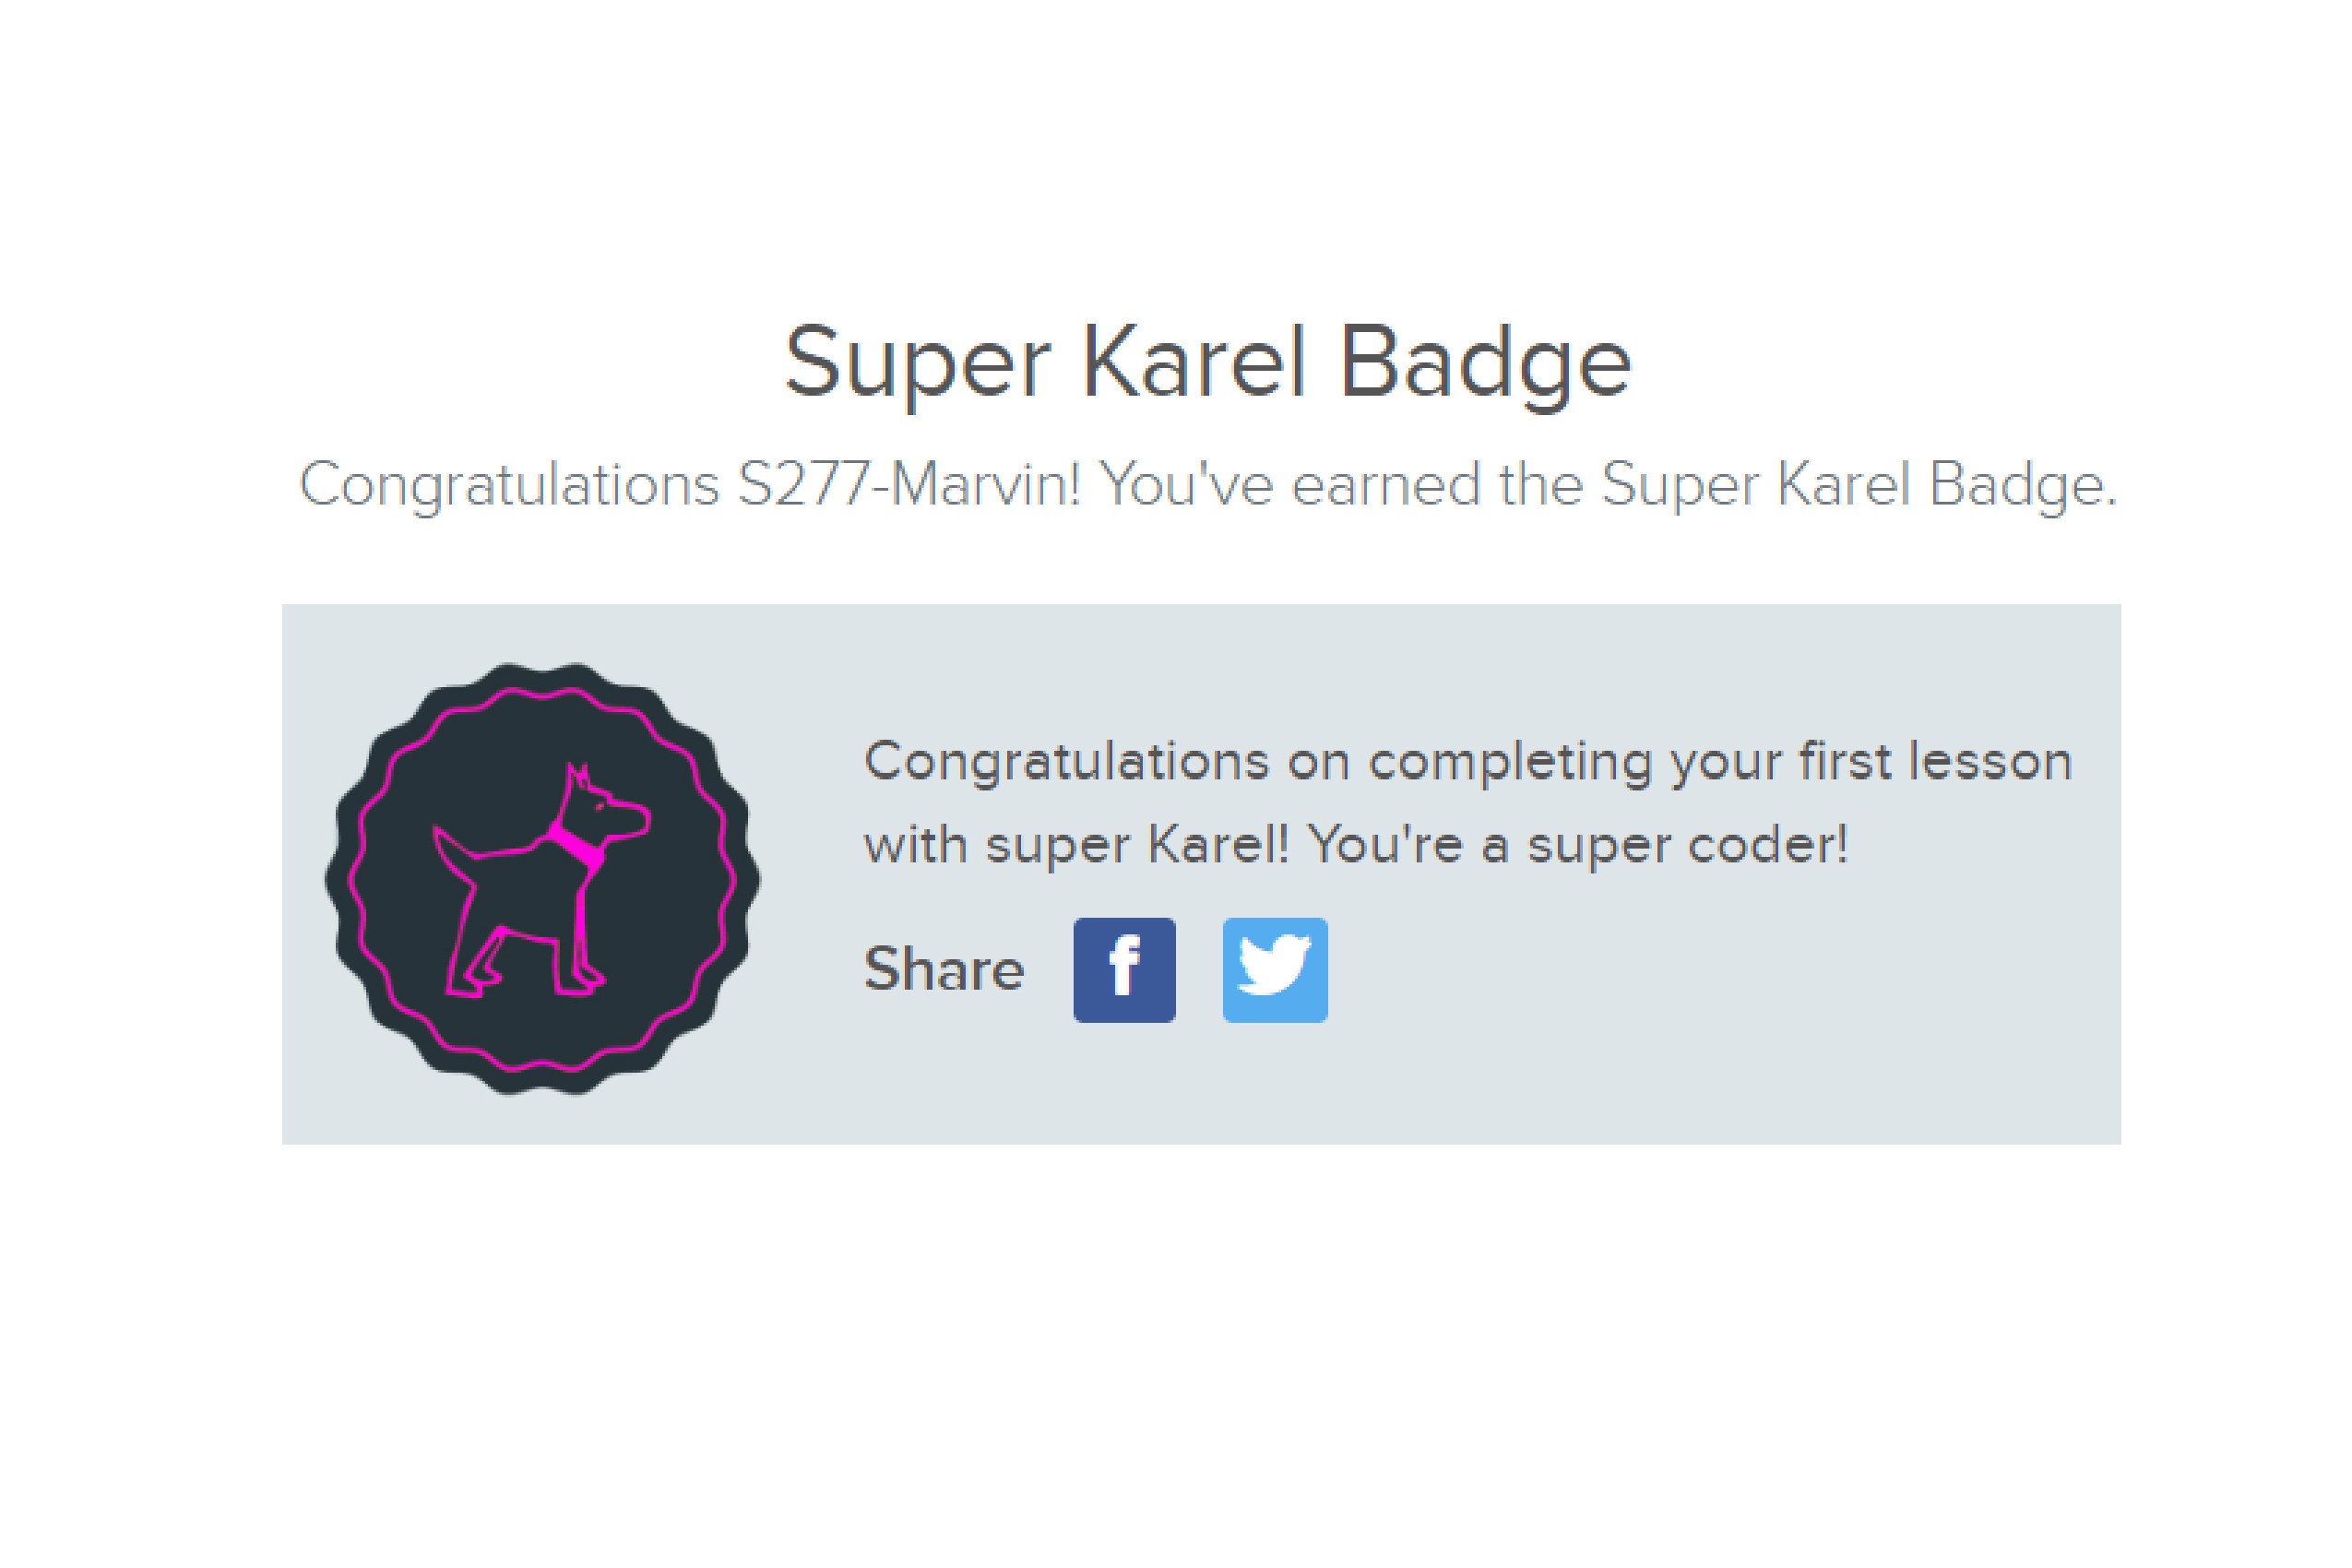 Super Karel Badge
Congratulations S277-Marvin! You've earned the Super Karel Badge.
Congratulations on completing your first lesson
with super Karel! You're a super coder!
Share f